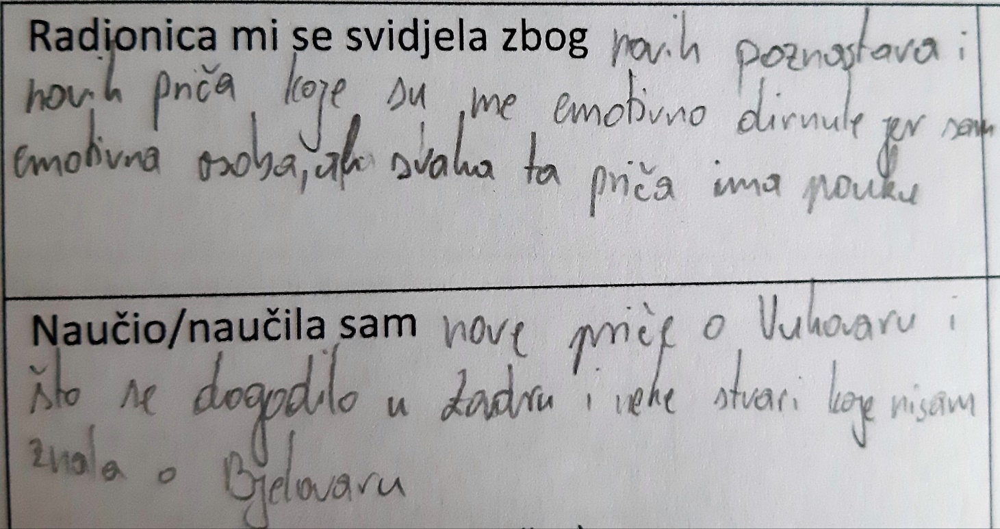 Radionica mi se svidjela zbog novih poznastava i
novih priča koje su me emotivno dirnule jer sam
emotivna osoba, ali svaka ta priča ima pouku
Naučio/naučila sam nove priče o Vukovaru i
što se dogodilo u Zadru i neke stvari koje nisam
znala o Bjelovaru